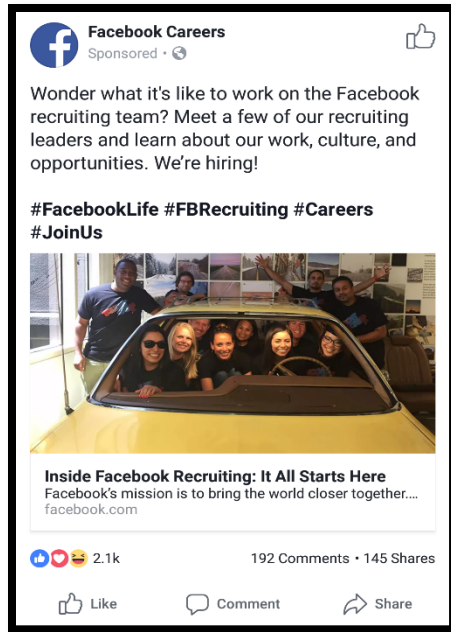 Facebook Careers
Sponsored •
Wonder what it's like to work on the Facebook
recruiting team? Meet a few of our recruiting
leaders and learn about our work, culture, and
opportunities. We’re hiring!
#FacebookLife #FBRecruiting #Careers
#JoinUs
Inside Facebook Recruiting: It All Starts Here
Facebook’s mission is to bring the world closer together....
facebook.com
2.1k 192 Comments • 145 Shares
Like Comment Share